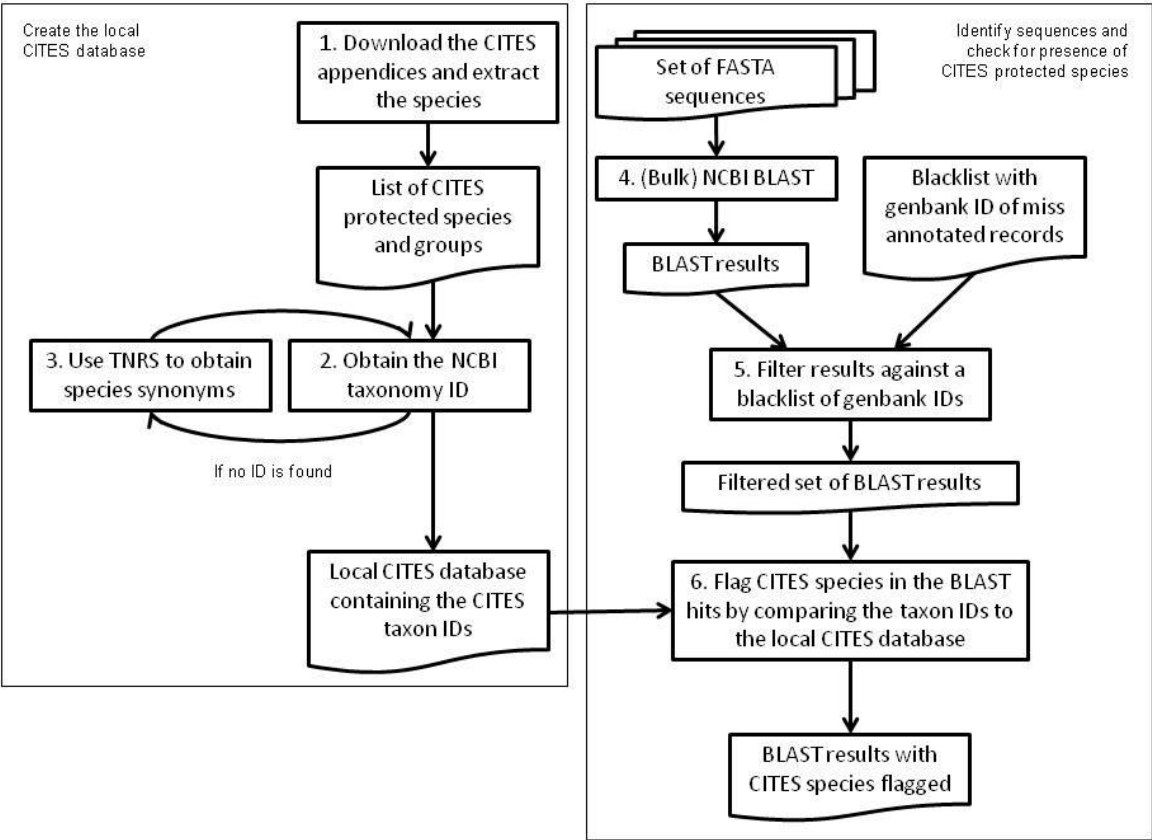 Create the local
CITES database
1. Download the CITES
appendices and extract
the species
List of CITES
protected species
and groups
3. Use TNRS to obtain
species synonyms
2. Obtain the NCBI
taxonomy ID
If no ID is found
Local CITES database
containing the CITES
taxon IDs
Identify sequences and
check for presence of
CITES protected species
Set of FASTA
sequences
4. (Bulk) NCBI BLAST
Blacklist with
genbank ID of miss
annotated records
BLAST results
5. Filter results against a
blacklist of genbank IDs
Filtered set of BLAST results
6. Flag CITES species in the BLAST
hits by comparing the taxon IDs to
the local CITES database
BLAST results with
CITES species flagged